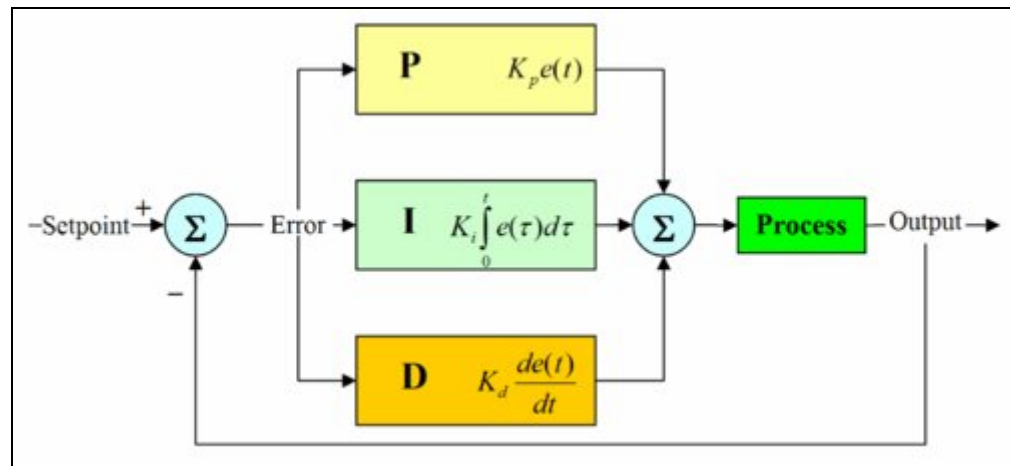 P K_p e(t)
–Setpoint + Σ Error I K_i ∫_0^t e(τ)dτ Σ Process Output
–
D K_d de(t)/dt